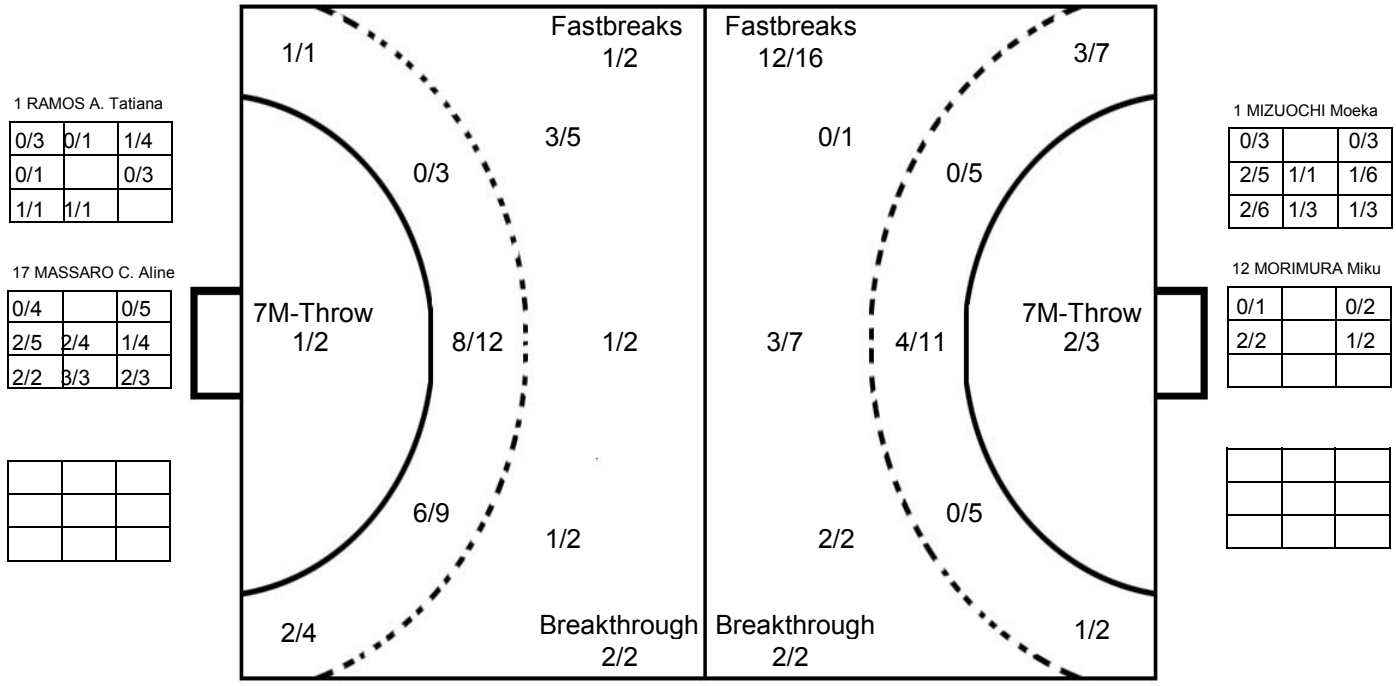 1 RAMOS A. Tatiana
0/3 0/1 1/4
0/1 0/3
1/1 1/1
17 MASSARO C. Aline
0/4 0/5
2/5 2/4 1/4
2/2 3/3 2/3
Fastbreaks
1/2
1/1
3/5
0/3
7M-Throw
1/2
8/12
1/2
6/9
1/2
2/4
Breakthrough
2/2
Fastbreaks
12/16
3/7
0/1
0/5
3/7
4/11
7M-Throw
2/3
0/5
2/2
1/2
Breakthrough
2/2
1 MIZUOCHI Moeka
0/3 0/3
2/5 1/1 1/6
2/6 1/3 1/3
12 MORIMURA Miku
0/1 0/2
2/2 1/2